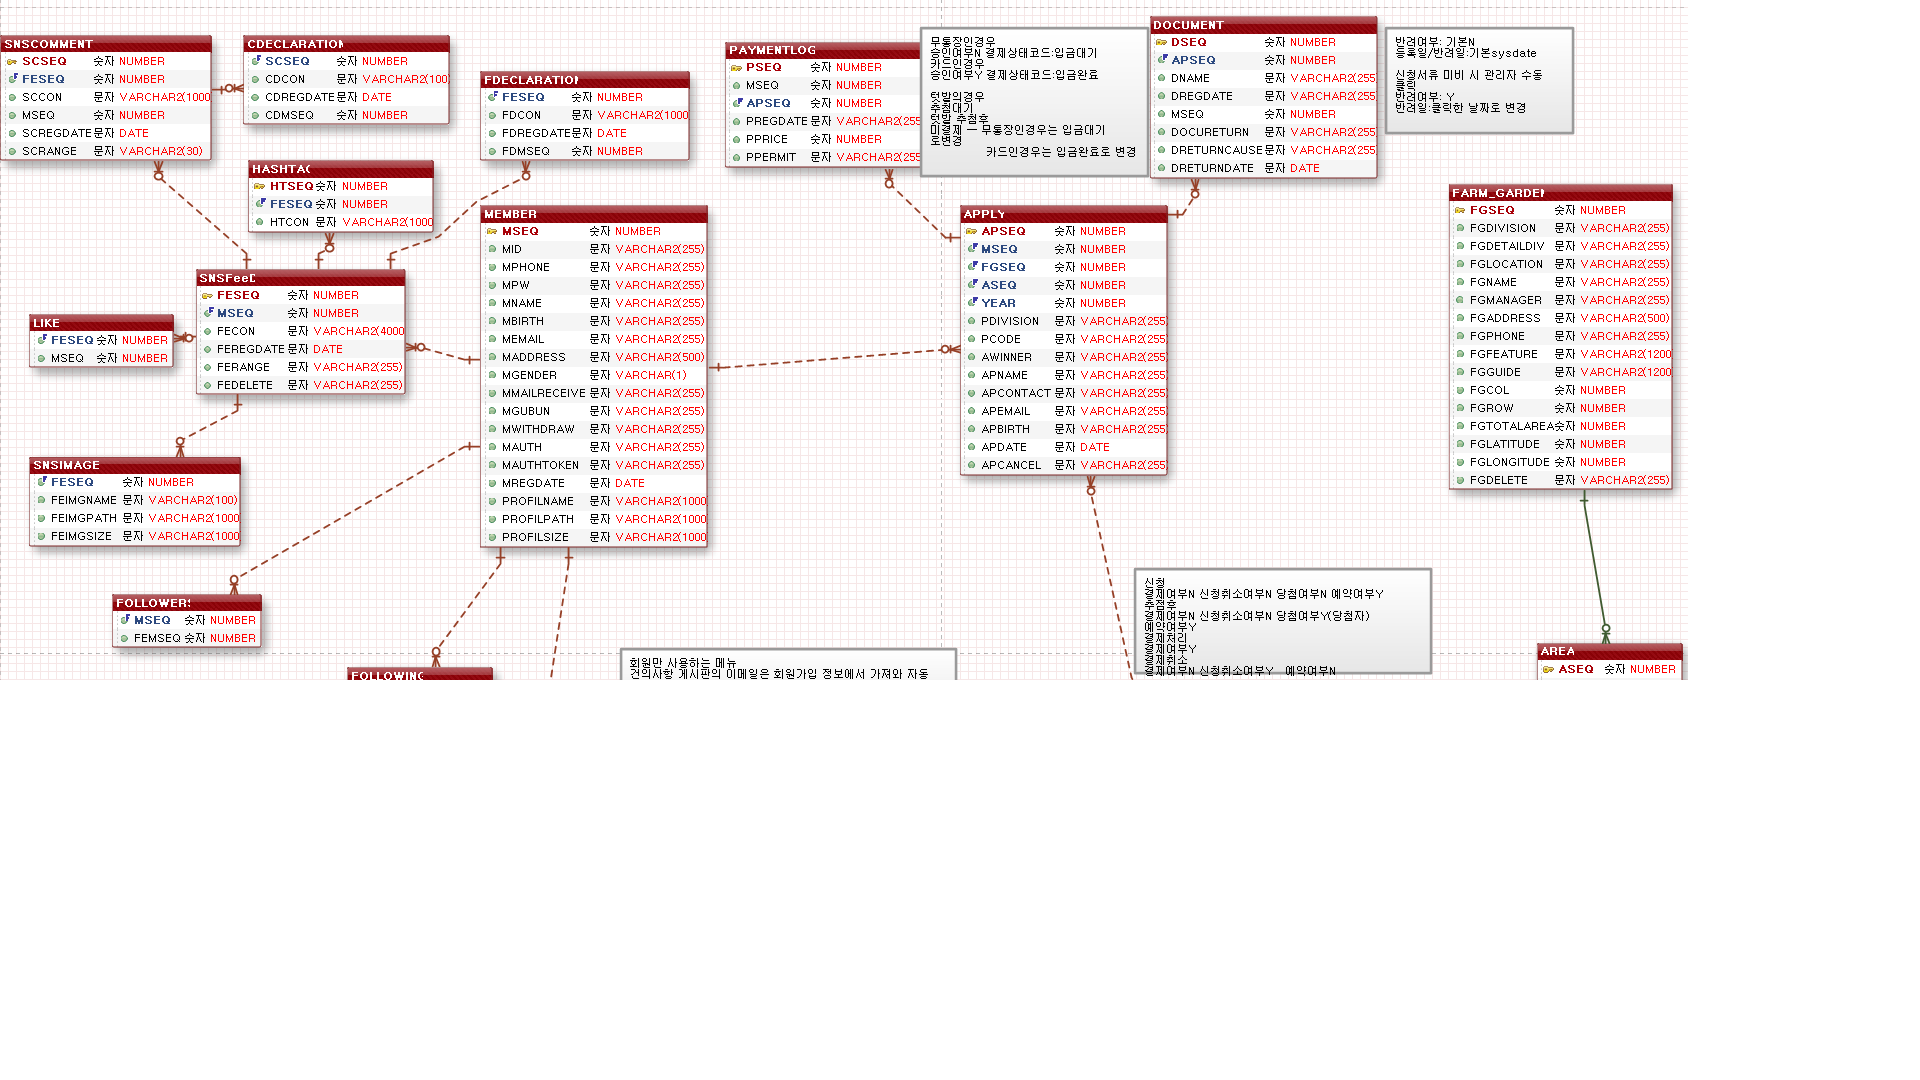 SNSCOMMENT
SCSEQ 숫자 NUMBER
FESEQ 숫자 NUMBER
SCCON 문자 VARCHAR2(1000
MSEQ 숫자 NUMBER
SCREGDATE 문자 DATE
SCRANGE 문자 VARCHAR2(30)
CDECLARATION
SCSEQ 숫자 NUMBER
CDCON 문자 VARCHAR2(100)
CDREGDATE 문자 DATE
CDMSEQ 숫자 NUMBER
FDECLARATION
FESEQ 숫자 NUMBER
FDCON 문자 VARCHAR2(1000
FDREGDATE 문자 DATE
FDMSEQ 숫자 NUMBER
HASHTAG
HTSEQ 숫자 NUMBER
FESEQ 숫자 NUMBER
HTCON 문자 VARCHAR2(1000
PAYMENTLOG
PSEQ 숫자 NUMBER
MSEQ 숫자 NUMBER
APSEQ 숫자 NUMBER
PREGDATE 문자 VARCHAR2(255
PPRICE 숫자 NUMBER
PPERMIT 문자 VARCHAR2(255
무통장인경우
승인여부N 결제상태코드:입금대기
카드인경우
승인여부Y 결제상태코드:입금완료
텃밭의경우
추첨대기
텃밭 추첨후
미결제 ㅡ 무통장인경우는 입금대기
로변경
카드인경우는 입금완료로 변경
DOCUMENT
DSEQ 숫자 NUMBER
APSEQ 숫자 NUMBER
DNAME 문자 VARCHAR2(255
DREGDATE 문자 VARCHAR2(255
MSEQ 숫자 NUMBER
DOCURETURN 문자 VARCHAR2(255
DRETURNCAUSE 문자 VARCHAR2(255
DRETURNDATE 문자 DATE
반려여부: 기본N
등록일/반려일:기본sysdate
신청서류 미비 시 관리자 수동
클릭
반려여부: Y
반려일:클릭한 날짜로 변경
MEMBER
MSEQ 숫자 NUMBER
MID 문자 VARCHAR2(255)
MPHONE 문자 VARCHAR2(255)
MPW 문자 VARCHAR2(255)
MNAME 문자 VARCHAR2(255)
MBIRTH 문자 VARCHAR2(255)
MEMAIL 문자 VARCHAR2(255)
MADDRESS 문자 VARCHAR2(500)
MGENDER 문자 VARCHAR(1)
MMAILRECEIVE 문자 VARCHAR2(255)
MGUBUN 문자 VARCHAR2(255)
MWITHDRAW 문자 VARCHAR2(255)
MAUTH 문자 VARCHAR2(255)
MAUTHTOKEN 문자 VARCHAR2(255)
MREGDATE 문자 DATE
PROFILNAME 문자 VARCHAR2(1000
PROFILPATH 문자 VARCHAR2(1000
PROFILSIZE 문자 VARCHAR2(1000
APPLY
APSEQ 숫자 NUMBER
MSEQ 숫자 NUMBER
FGSEQ 숫자 NUMBER
ASEQ 숫자 NUMBER
YEAR 숫자 NUMBER
PDIVISION 문자 VARCHAR2(255)
PCODE 문자 VARCHAR2(255)
AWINNER 문자 VARCHAR2(255)
APNAME 문자 VARCHAR2(255)
APCONTACT 문자 VARCHAR2(255)
APEMAIL 문자 VARCHAR2(255)
APBIRTH 문자 VARCHAR2(255)
APDATE 문자 DATE
APCANCEL 문자 VARCHAR2(255)
FARM_GARDEN
FGSEQ 숫자 NUMBER
FGDIVISION 문자 VARCHAR2(255)
FGDETAILDIV 문자 VARCHAR2(255)
FGLOCATION 문자 VARCHAR2(255)
FGNAME 문자 VARCHAR2(255)
FGMANAGER 문자 VARCHAR2(255)
FGADDRESS 문자 VARCHAR2(500)
FGPHONE 문자 VARCHAR2(255)
FGFEATURE 문자 VARCHAR2(1200
FGGUIDE 문자 VARCHAR2(1200
FGCOL 숫자 NUMBER
FGROW 숫자 NUMBER
FGTOTALAREA 숫자 NUMBER
FGLATITUDE 숫자 NUMBER
FGLONGITUDE 숫자 NUMBER
FGDELETE 문자 VARCHAR2(255)
SNSFeeD
FESEQ 숫자 NUMBER
MSEQ 숫자 NUMBER
FECON 문자 VARCHAR2(4000
FEREGDATE 문자 DATE
FERANGE 문자 VARCHAR2(255)
FEDELETE 문자 VARCHAR2(255)
LIKE
FESEQ 숫자 NUMBER
MSEQ 숫자 NUMBER
SNSIMAGE
FESEQ 숫자 NUMBER
FEIMGNAME 문자 VARCHAR2(100)
FEIMGPATH 문자 VARCHAR2(1000
FEIMGSIZE 문자 VARCHAR2(1000
FOLLOWERS
MSEQ 숫자 NUMBER
FEMSEQ 숫자 NUMBER
FOLLOWING
회원만 사용하는 메뉴
건의사항 게시판의 이메일은 회원가입 정보에서 가져와 자동
신청
결제여부N 신청취소여부N 당첨여부N 예약여부Y
추첨후
결제여부N 신청취소여부N 당첨여부Y(당첨자)
예약여부Y
결제처리
결제여부Y
결제취소
결제여부N 신청취소여부Y 예약여부N
AREA
ASEQ 숫자 NUMBER